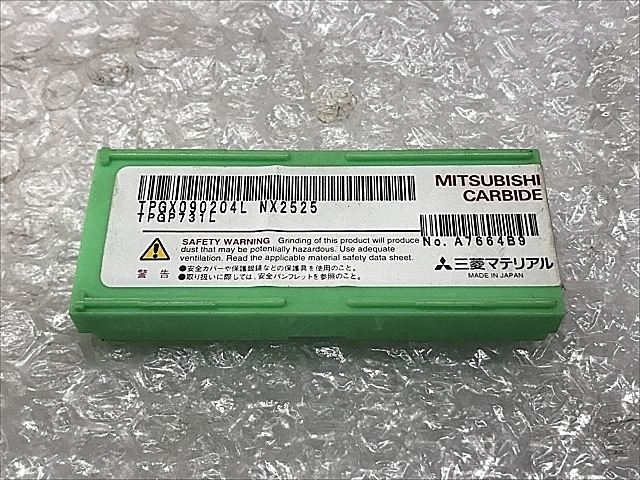 MITSUBISHI
CARBIDE
TPGX090204L NX2525
TPGP731L
No. A7664B9
SAFETY WARNING Grinding of this product will produce
dust that may be potentially hazardous. Use adequate
ventilation. Read the applicable material safety data sheet.
警告
●安全カバーや保護眼鏡などの保護具を使用のこと。
●取り扱いに際しては、安全パンフレットを参照のこと。
三菱マテリアル
MADE IN JAPAN